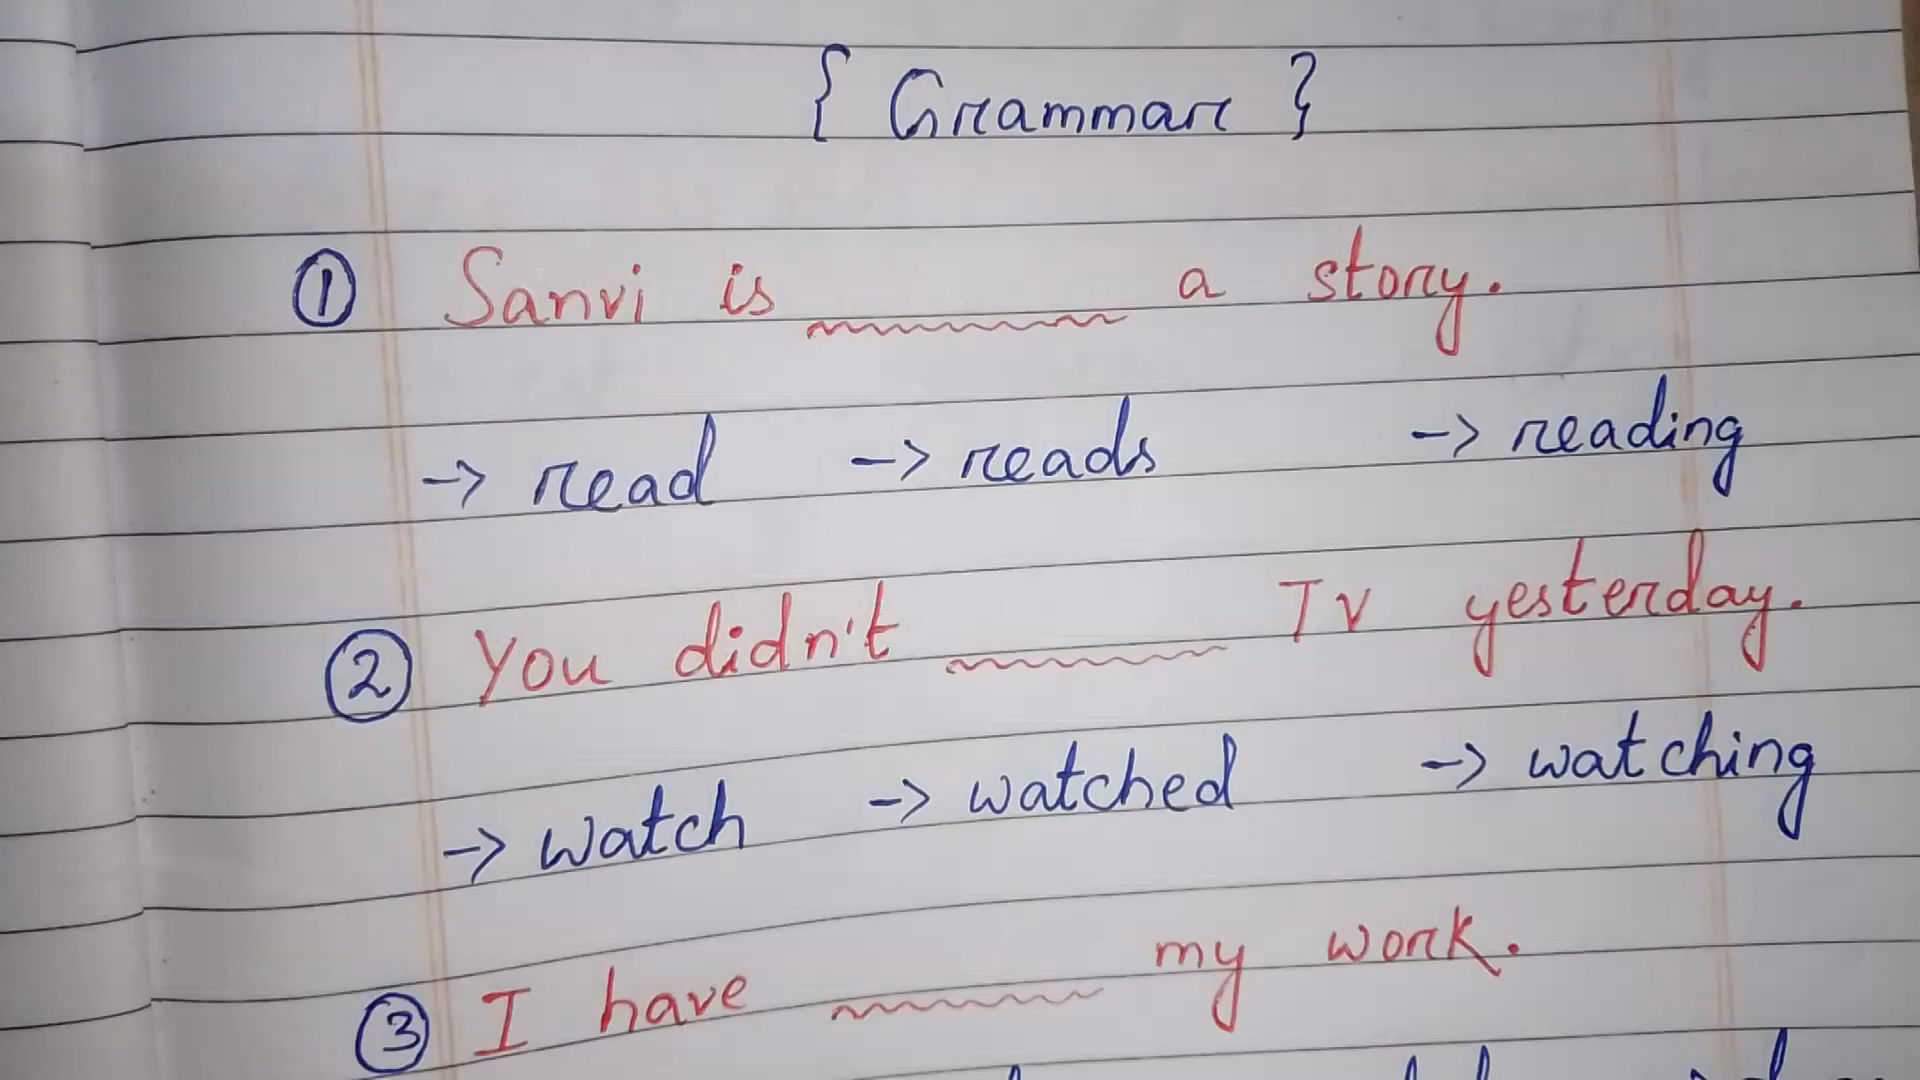 { Grammar }
① Sanvi is ______ a story.
-> read -> reads -> reading
② You didn't ______ TV yesterday.
-> watch -> watched -> watching
③ I have ______ my work.